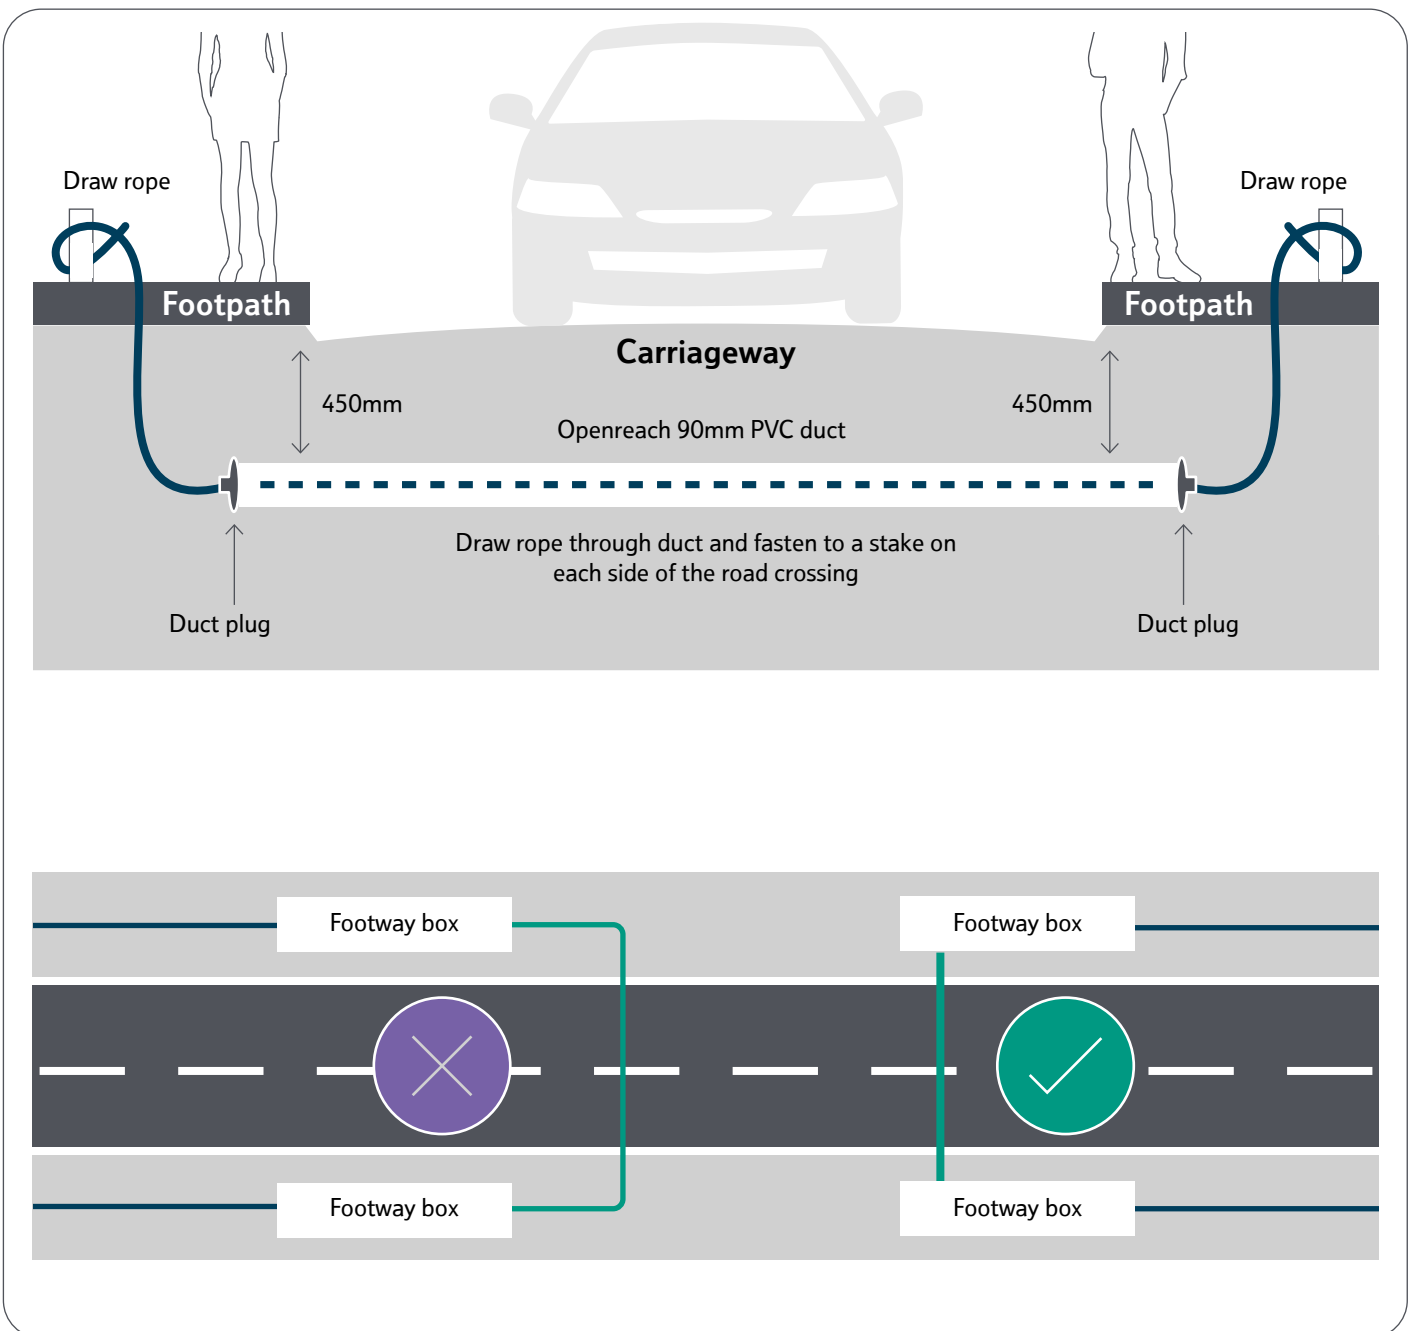 Draw rope
Draw rope
Footpath
Footpath
Carriageway
450mm
450mm
Openreach 90mm PVC duct
Draw rope through duct and fasten to a stake on
each side of the road crossing
Duct plug
Duct plug
Footway box
Footway box
Footway box
Footway box